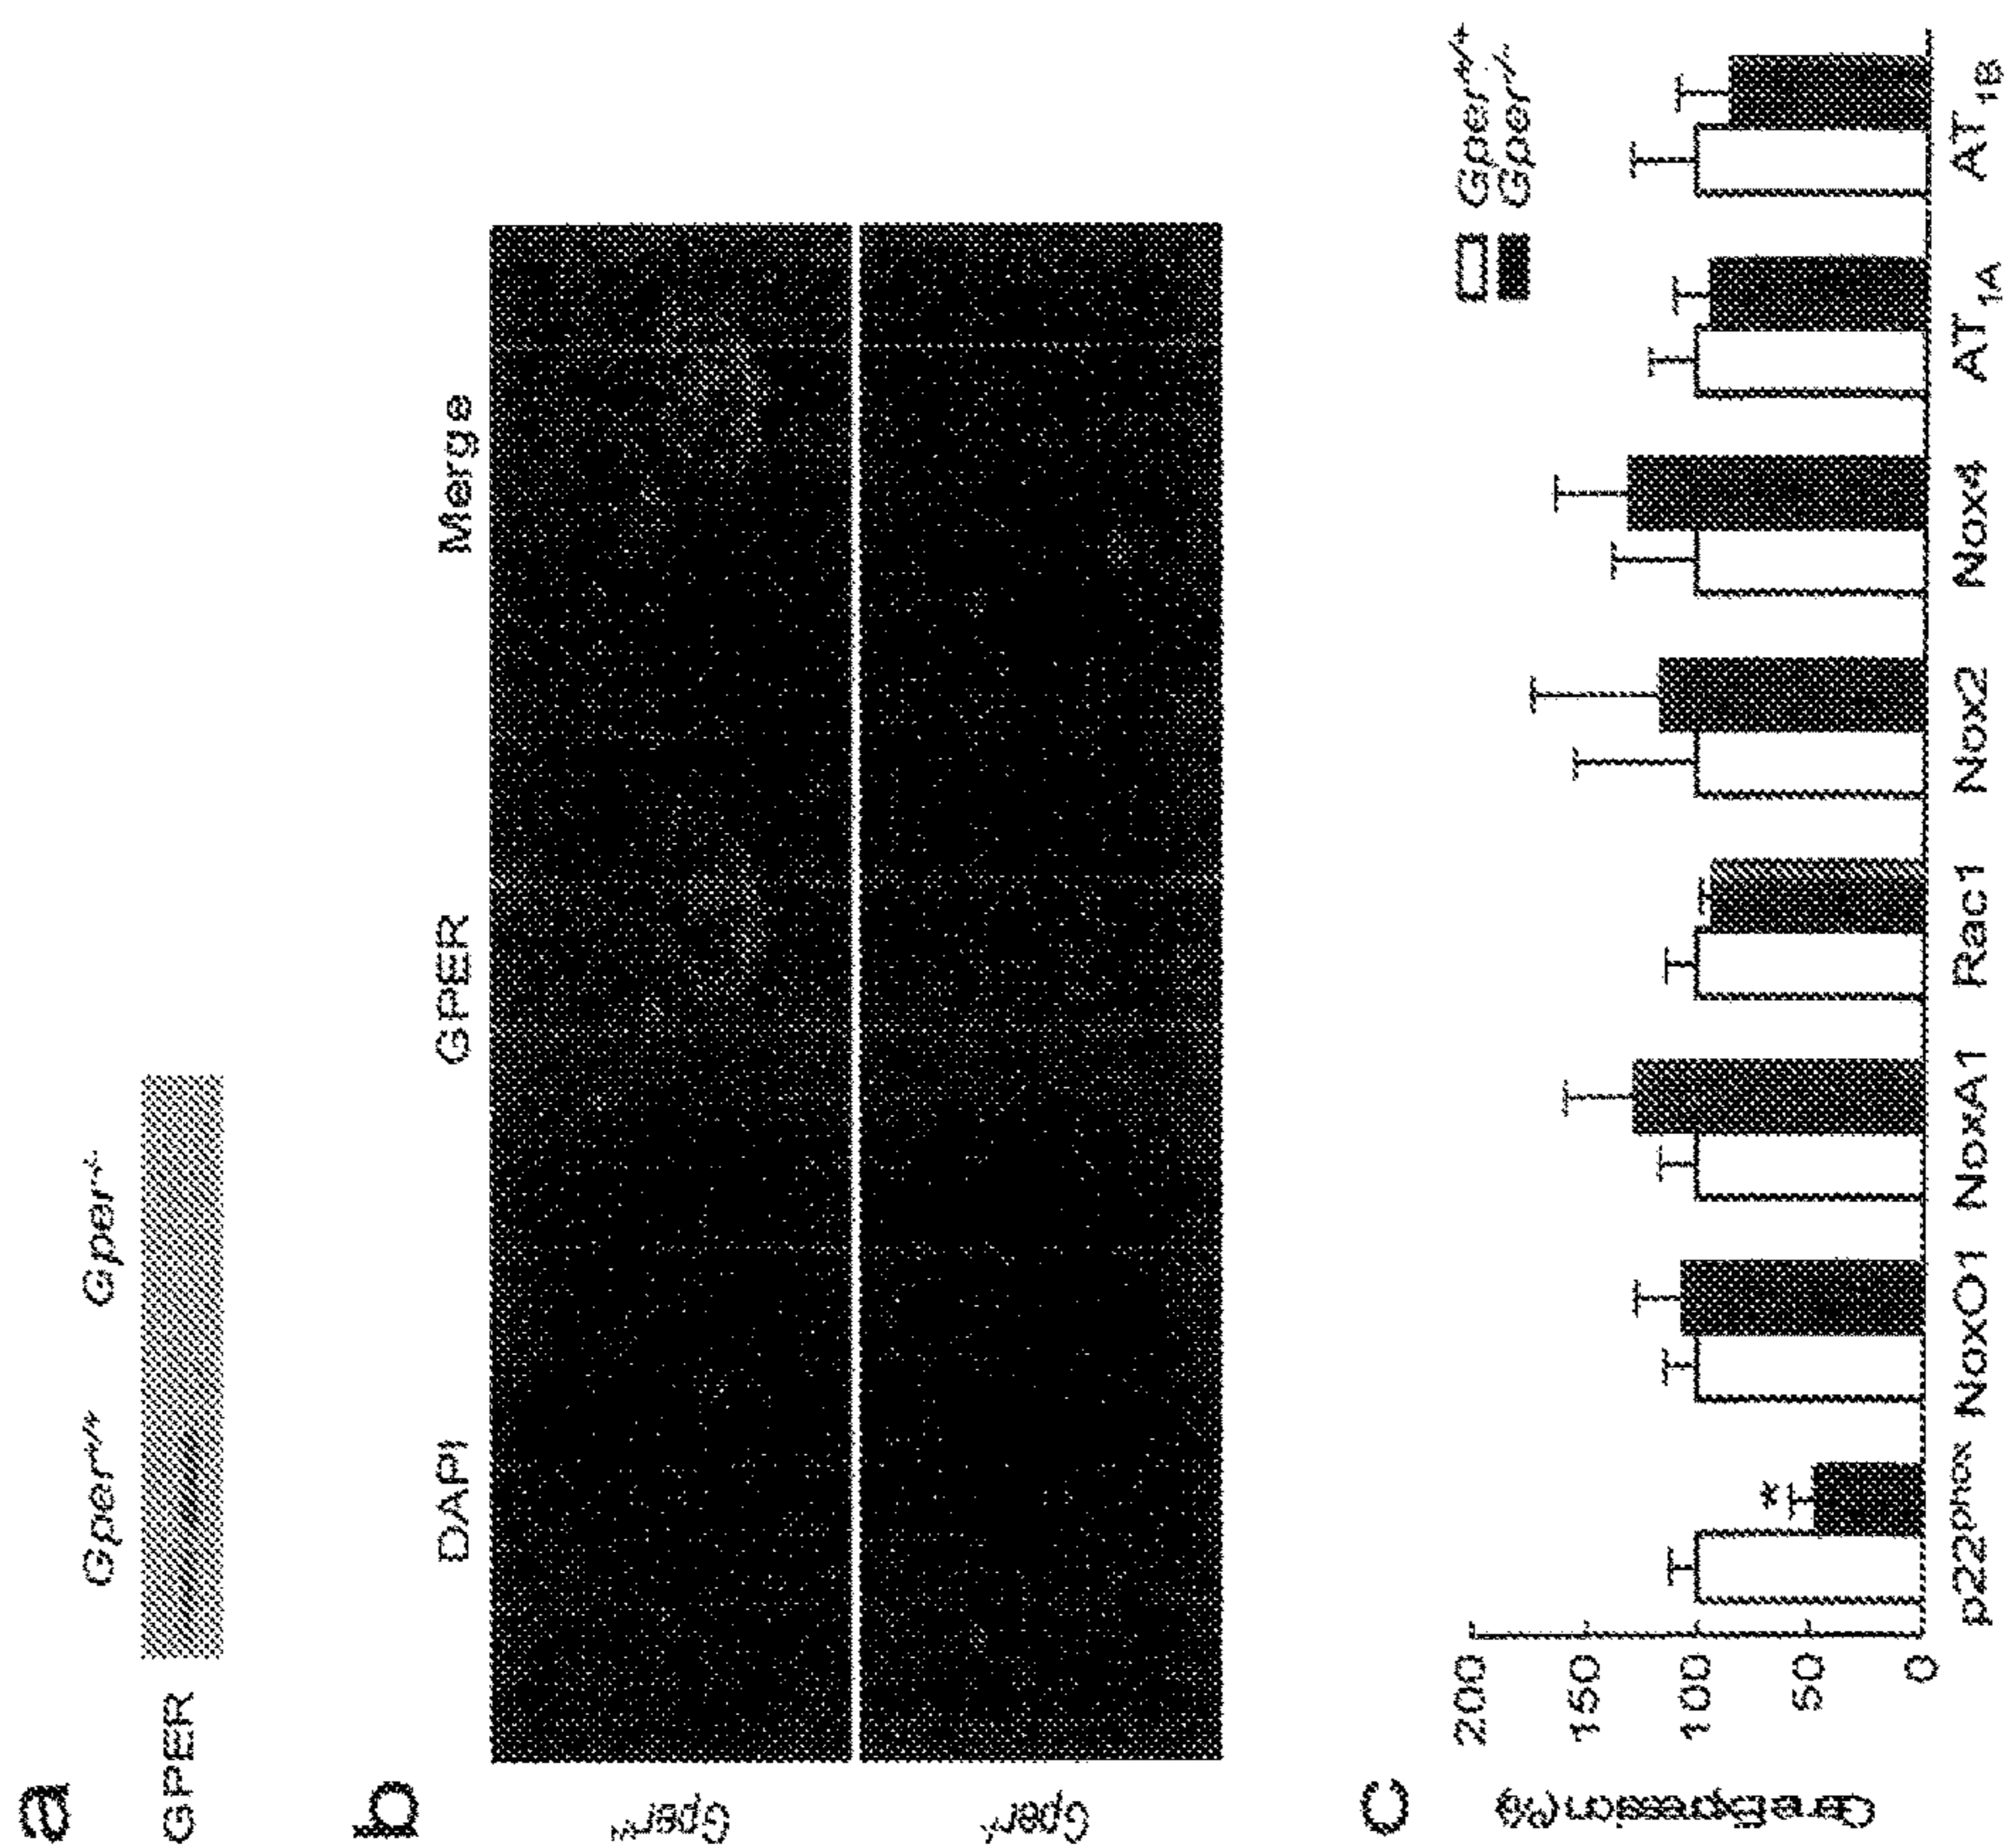 a
Gper+/+ Gper-/-
GPER
b
DAPI GPER Merge
Gper+/+
Gper-/-
c
Gene Expression (%)
200
150
100
50
0
Gper+/+
Gper-/-
*
p22phox NoxO1 NoxA1 Rac1 Nox2 Nox4 AT1A AT1B